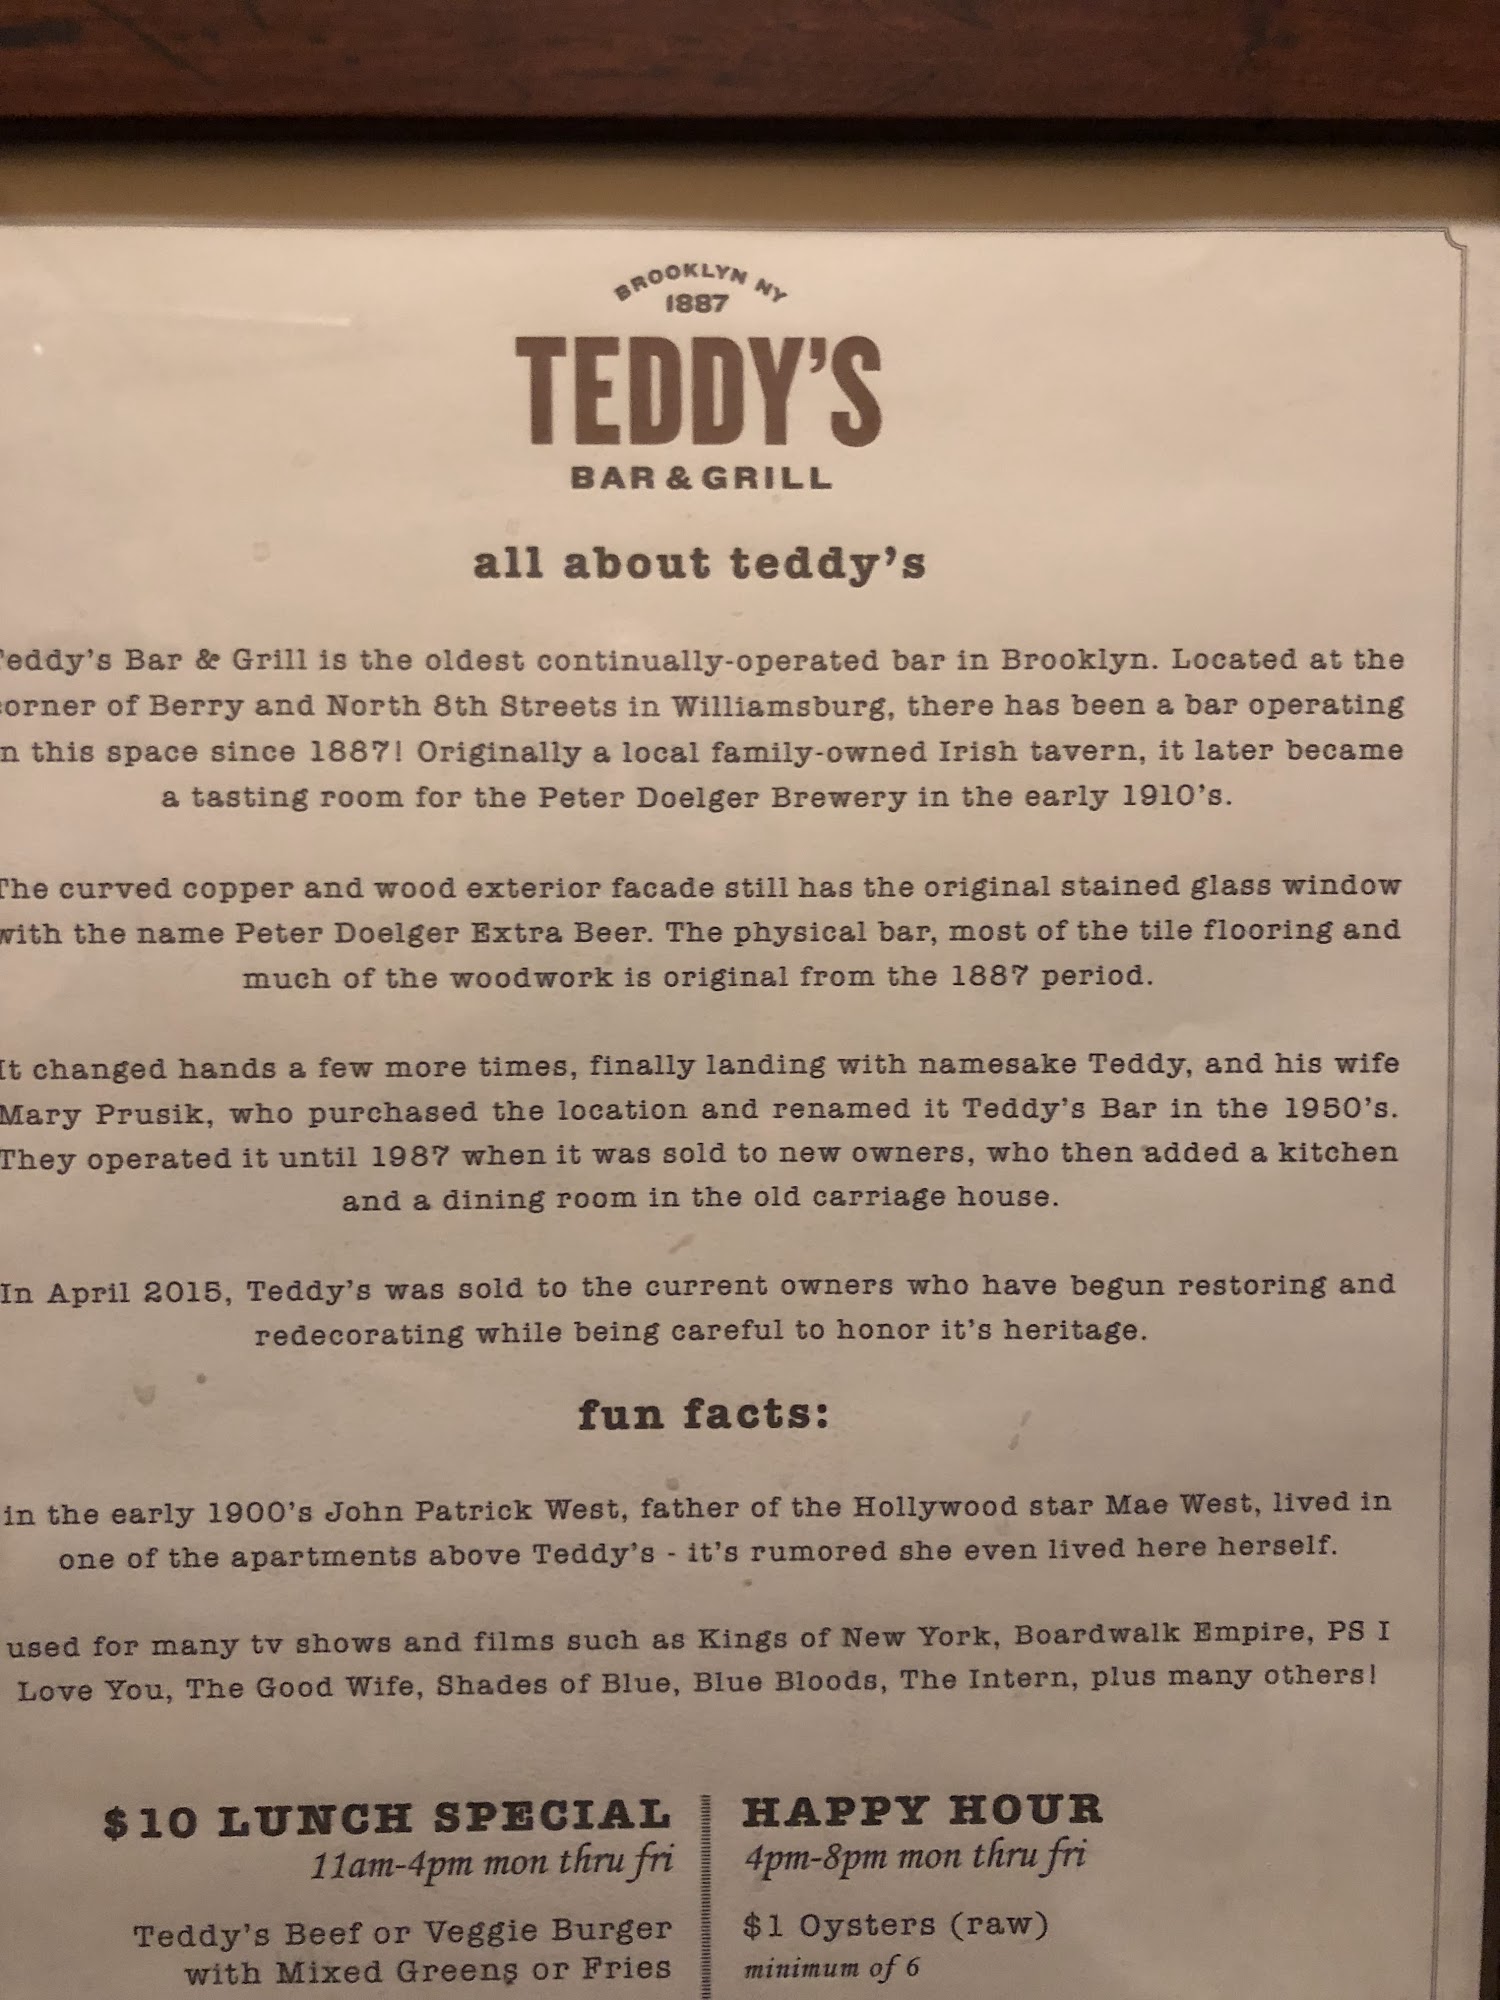 BROOKLYN NY
1887
TEDDY'S
BAR & GRILL
all about teddy's
Teddy's Bar & Grill is the oldest continually-operated bar in Brooklyn. Located at the
corner of Berry and North 8th Streets in Williamsburg, there has been a bar operating
in this space since 1887! Originally a local family-owned Irish tavern, it later became
a tasting room for the Peter Doelger Brewery in the early 1910's.
The curved copper and wood exterior facade still has the original stained glass window
with the name Peter Doelger Extra Beer. The physical bar, most of the tile flooring and
much of the woodwork is original from the 1887 period.
It changed hands a few more times, finally landing with namesake Teddy, and his wife
Mary Prusik, who purchased the location and renamed it Teddy's Bar in the 1950's.
They operated it until 1987 when it was sold to new owners, who then added a kitchen
and a dining room in the old carriage house.
In April 2015, Teddy's was sold to the current owners who have begun restoring and
redecorating while being careful to honor it's heritage.
fun facts:
in the early 1900's John Patrick West, father of the Hollywood star Mae West, lived in
one of the apartments above Teddy's - it's rumored she even lived here herself.
used for many tv shows and films such as Kings of New York, Boardwalk Empire, PS I
Love You, The Good Wife, Shades of Blue, Blue Bloods, The Intern, plus many others!
$10 LUNCH SPECIAL
11am-4pm mon thru fri
Teddy's Beef or Veggie Burger
with Mixed Greens or Fries
HAPPY HOUR
4pm-8pm mon thru fri
$1 Oysters (raw)
minimum of 6